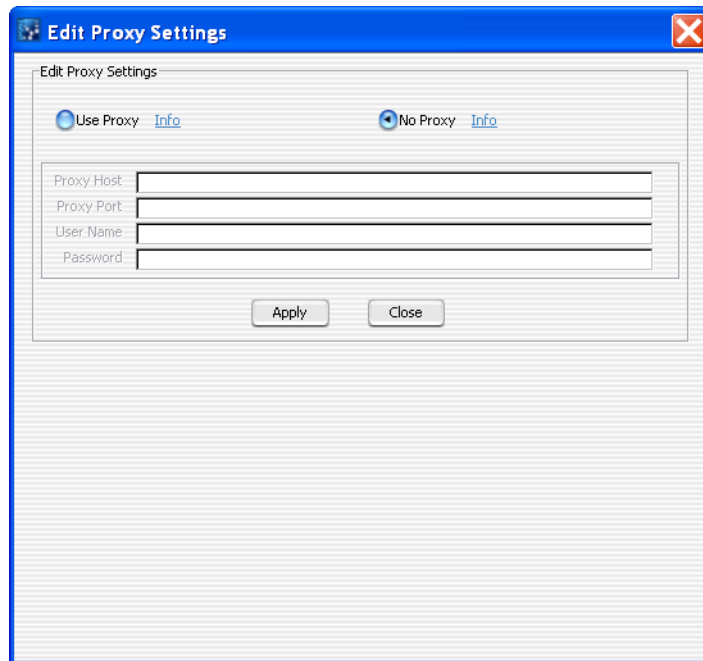 Edit Proxy Settings
Edit Proxy Settings
Use Proxy Info No Proxy Info
Proxy Host
Proxy Port
User Name
Password
Apply Close